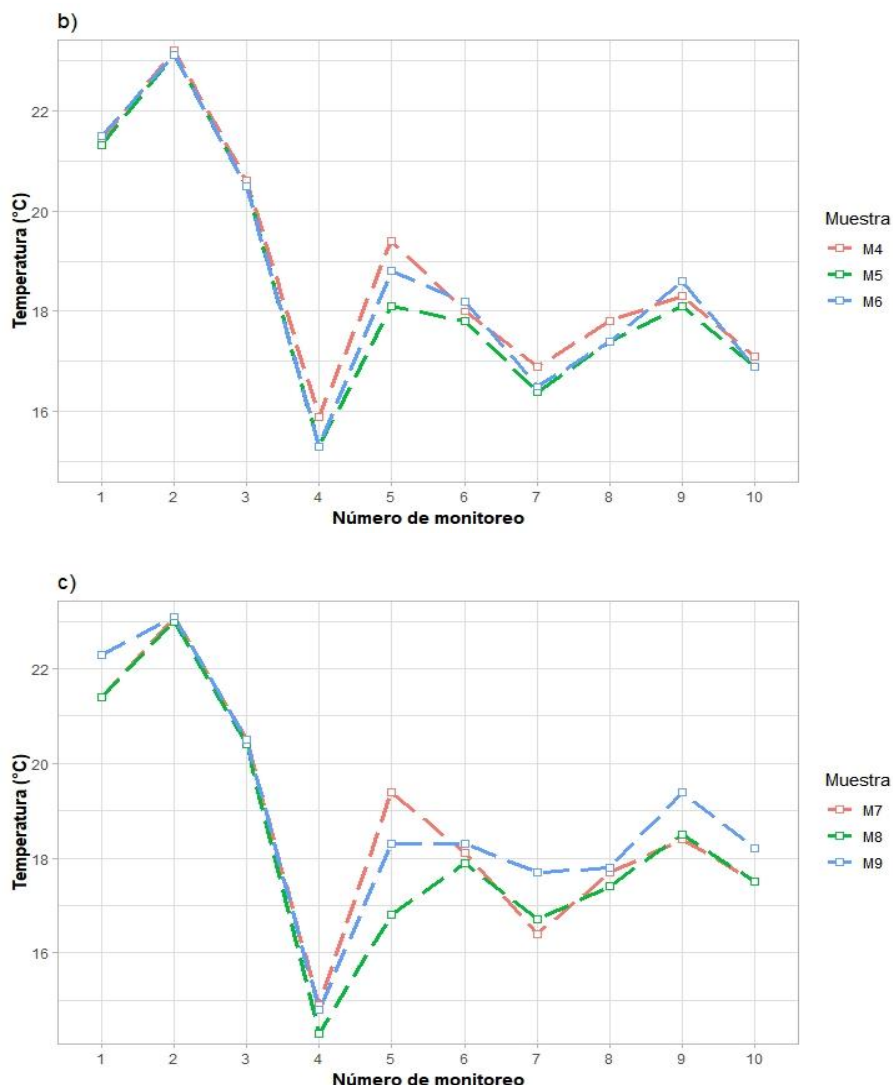 b)
22
20
18
16
Temperatura (°C)
1 2 3 4 5 6 7 8 9 10
Número de monitoreo
Muestra
M4
M5
M6
c)
22
20
18
16
Temperatura (°C)
1 2 3 4 5 6 7 8 9 10
Número de monitoreo
Muestra
M7
M8
M9